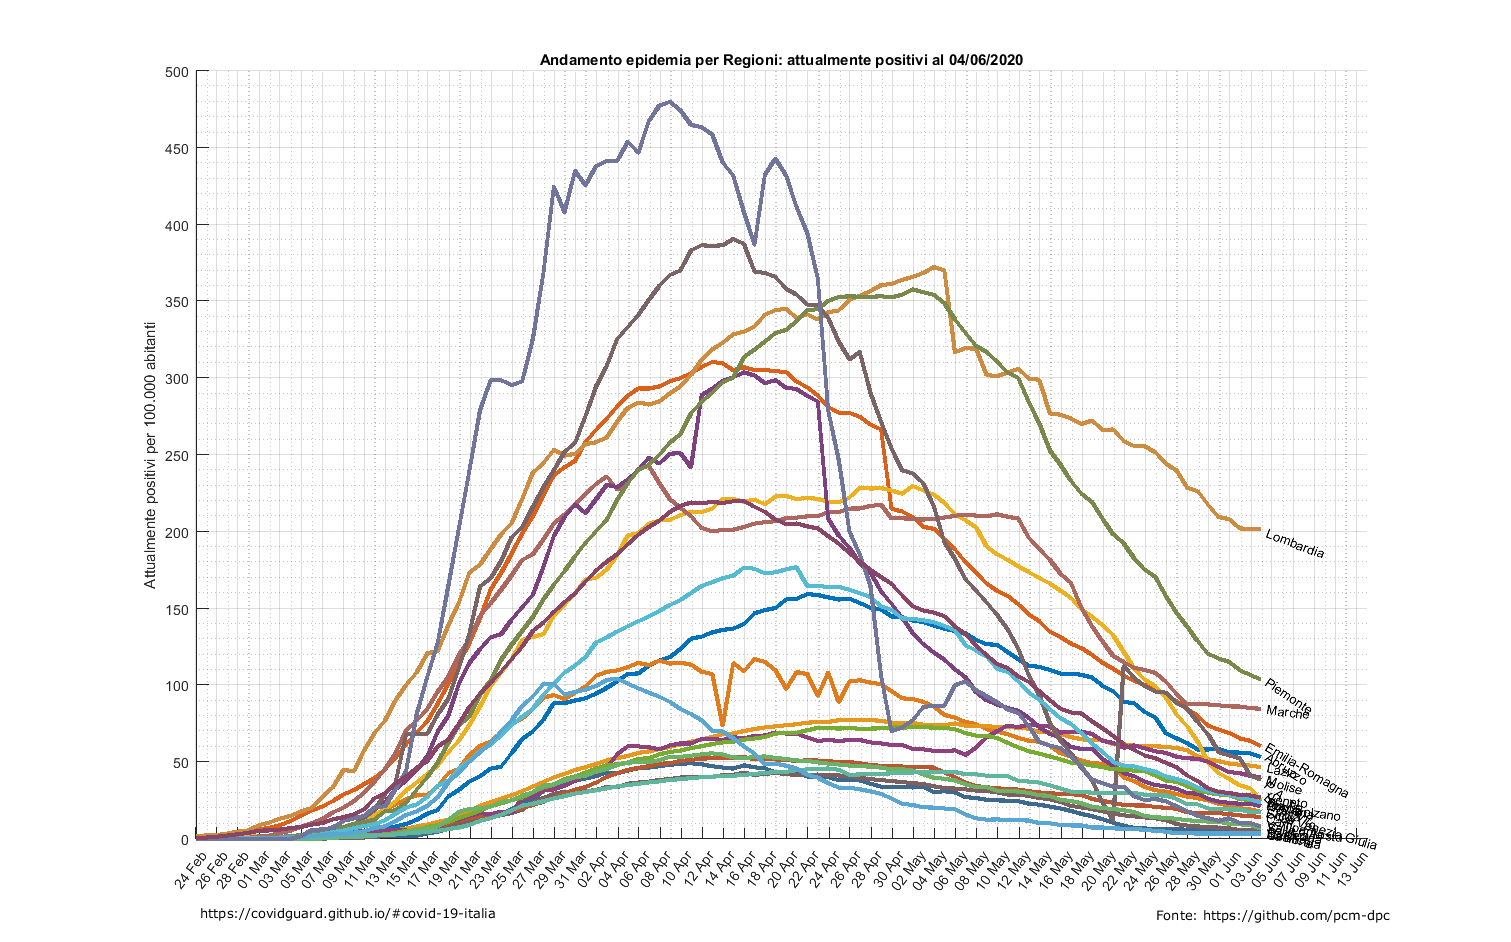 Andamento epidemia per Regioni: attualmente positivi al 04/06/2020
Attualmente positivi per 100.000 abitanti
500
450
400
350
300
250
200
150
100
50
0
Lombardia
Piemonte
Marche
Emilia-Romagna
Lazio
Molise
24 Feb
26 Feb
28 Feb
01 Mar
03 Mar
05 Mar
07 Mar
09 Mar
11 Mar
13 Mar
15 Mar
17 Mar
19 Mar
21 Mar
23 Mar
25 Mar
27 Mar
29 Mar
31 Mar
02 Apr
04 Apr
06 Apr
08 Apr
10 Apr
12 Apr
14 Apr
16 Apr
18 Apr
20 Apr
22 Apr
24 Apr
26 Apr
28 Apr
30 Apr
02 May
04 May
06 May
08 May
10 May
12 May
14 May
16 May
18 May
20 May
22 May
24 May
26 May
28 May
30 May
01 Jun
03 Jun
05 Jun
07 Jun
09 Jun
11 Jun
13 Jun
https://covidguard.github.io/#covid-19-italia
Fonte: https://github.com/pcm-dpc